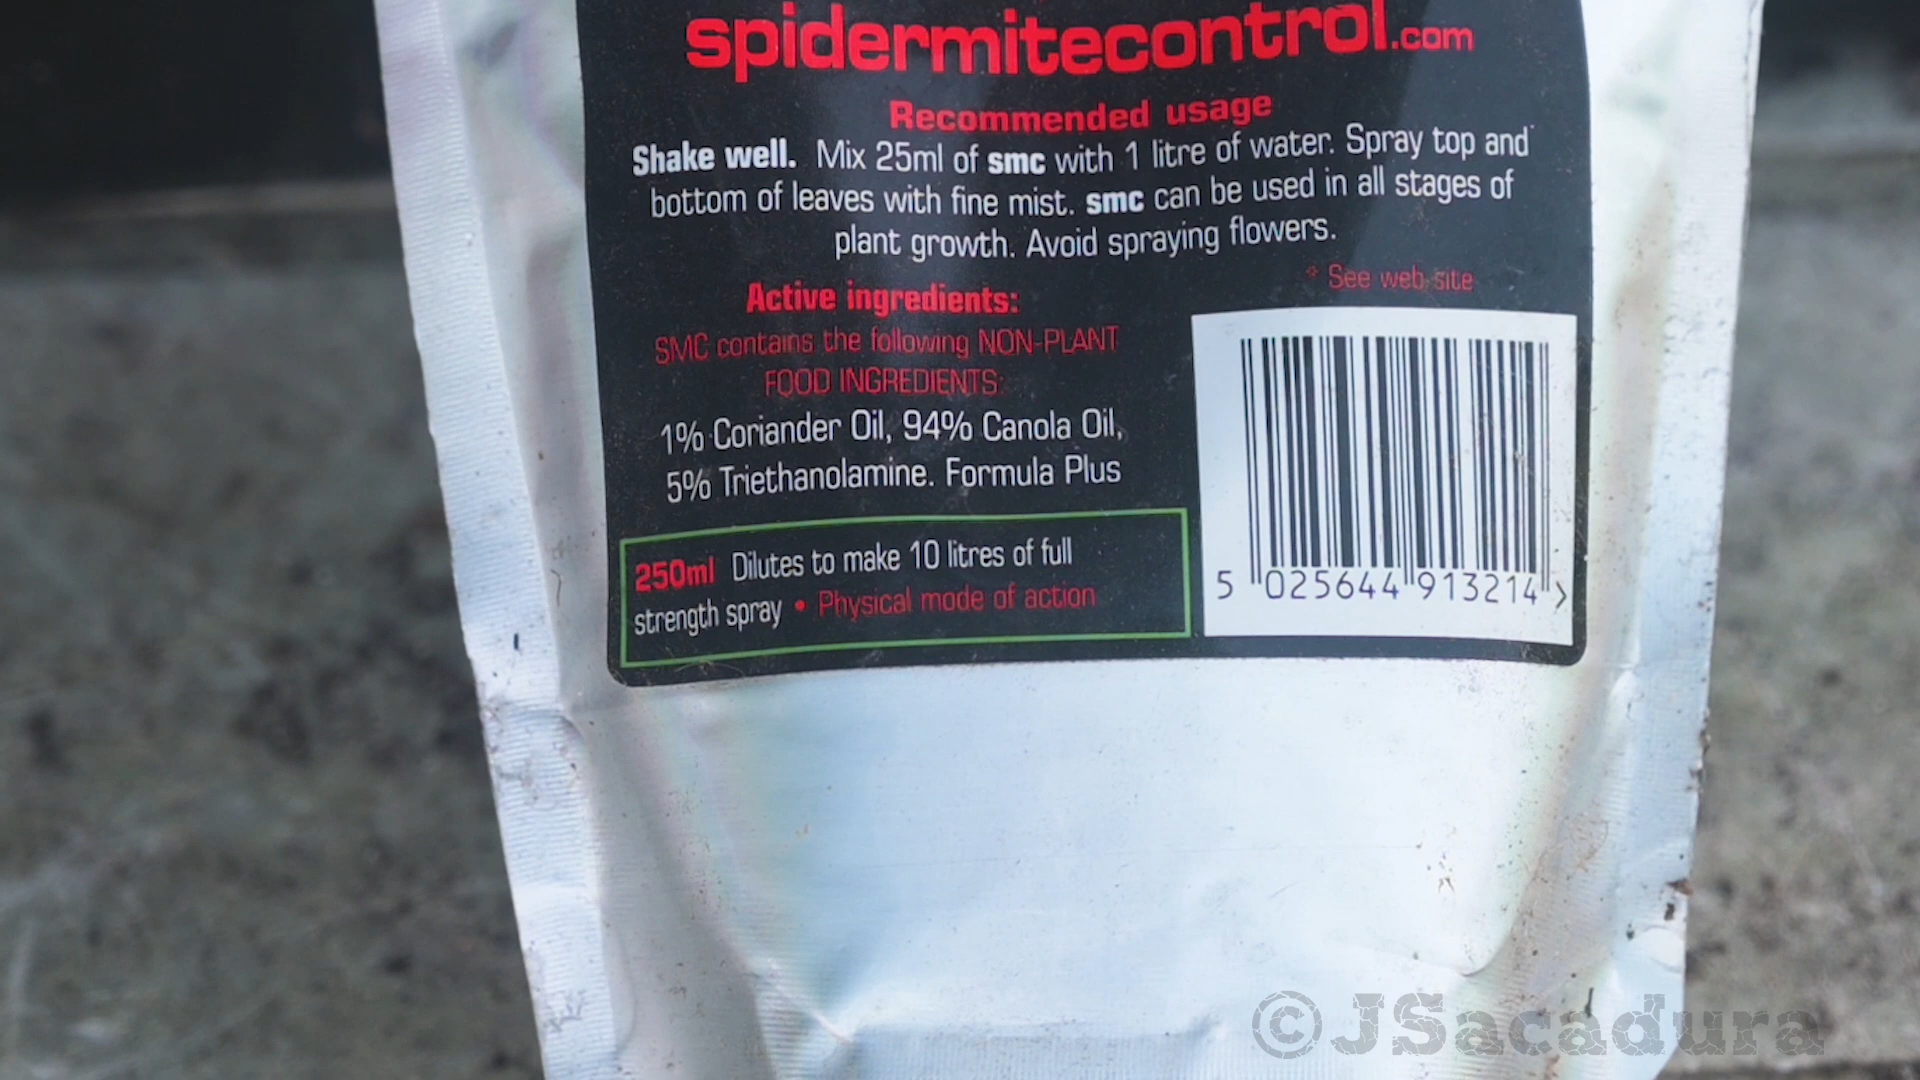 spidermitecontrol.com
Recommended usage
Shake well. Mix 25ml of smc with 1 litre of water. Spray top and
bottom of leaves with fine mist. smc can be used in all stages of
plant growth. Avoid spraying flowers.
* See web-site
Active ingredients:
SMC contains the following NON-PLANT
FOOD INGREDIENTS:
1% Coriander Oil, 94% Canola Oil,
5% Triethanolamine. Formula Plus
250ml Dilutes to make 10 litres of full
strength spray • Physical mode of action
5 025644 913214 >
©JSacadura